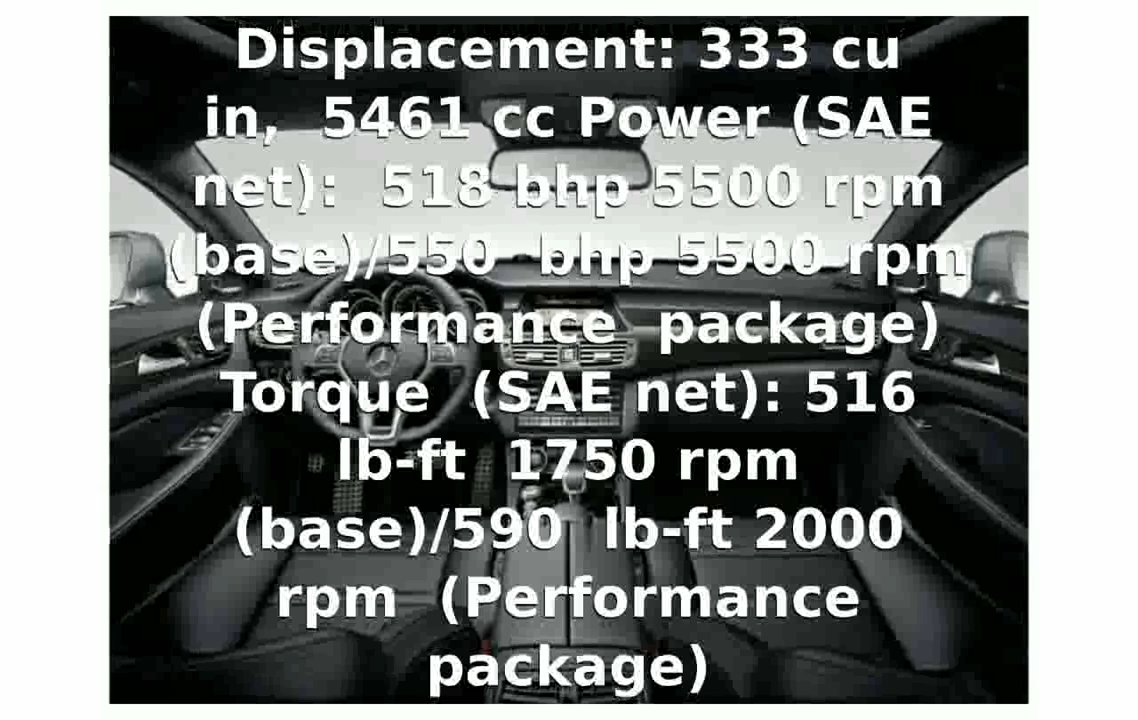 Displacement: 333 cu
in, 5461 cc Power (SAE
net): 518 bhp 5500 rpm
(base)/550 bhp 5500 rpm
(Performance package)
Torque (SAE net): 516
lb-ft 1750 rpm
(base)/590 lb-ft 2000
rpm (Performance
package)